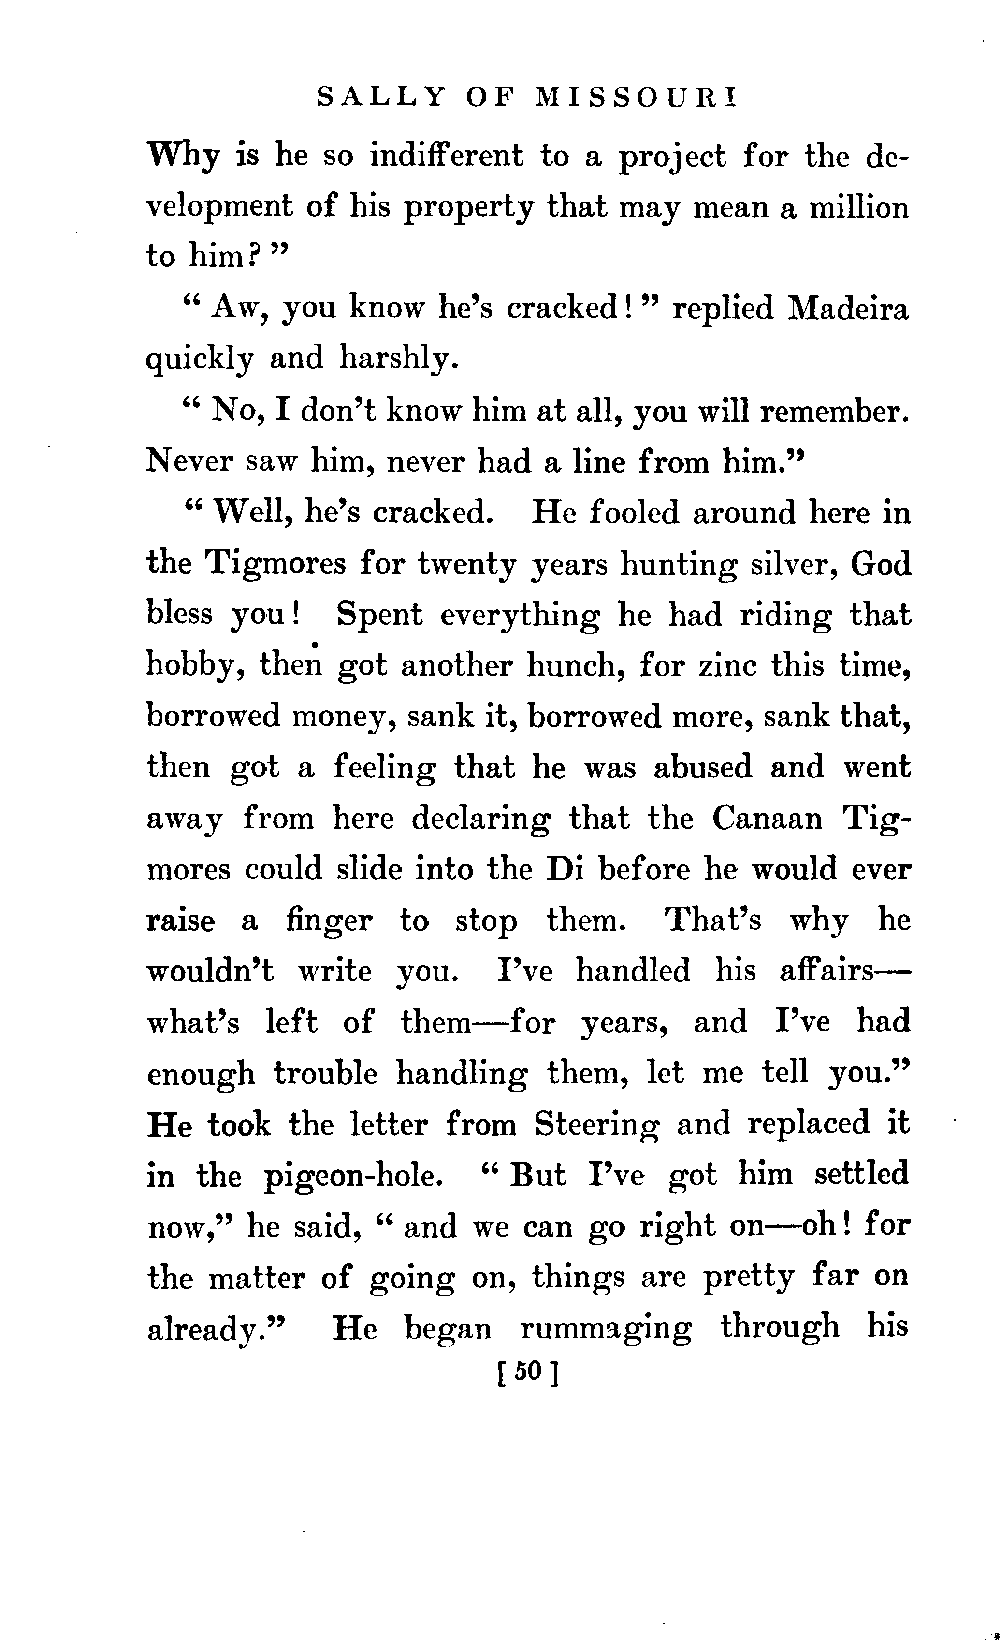 SALLY OF MISSOURI
Why is he so indifferent to a project for the de-
velopment of his property that may mean a million
to him?”
“ Aw, you know he’s cracked!” replied Madeira
quickly and harshly.
“ No, I don’t know him at all, you will remember.
Never saw him, never had a line from him.”
“ Well, he’s cracked. He fooled around here in
the Tigmores for twenty years hunting silver, God
bless you! Spent everything he had riding that
hobby, then got another hunch, for zinc this time,
borrowed money, sank it, borrowed more, sank that,
then got a feeling that he was abused and went
away from here declaring that the Canaan Tig-
mores could slide into the Di before he would ever
raise a finger to stop them. That’s why he
wouldn’t write you. I’ve handled his affairs—
what’s left of them—for years, and I’ve had
enough trouble handling them, let me tell you.”
He took the letter from Steering and replaced it
in the pigeon-hole. “ But I’ve got him settled
now,” he said, “ and we can go right on—oh! for
the matter of going on, things are pretty far on
already.” He began rummaging through his
[ 50 ]